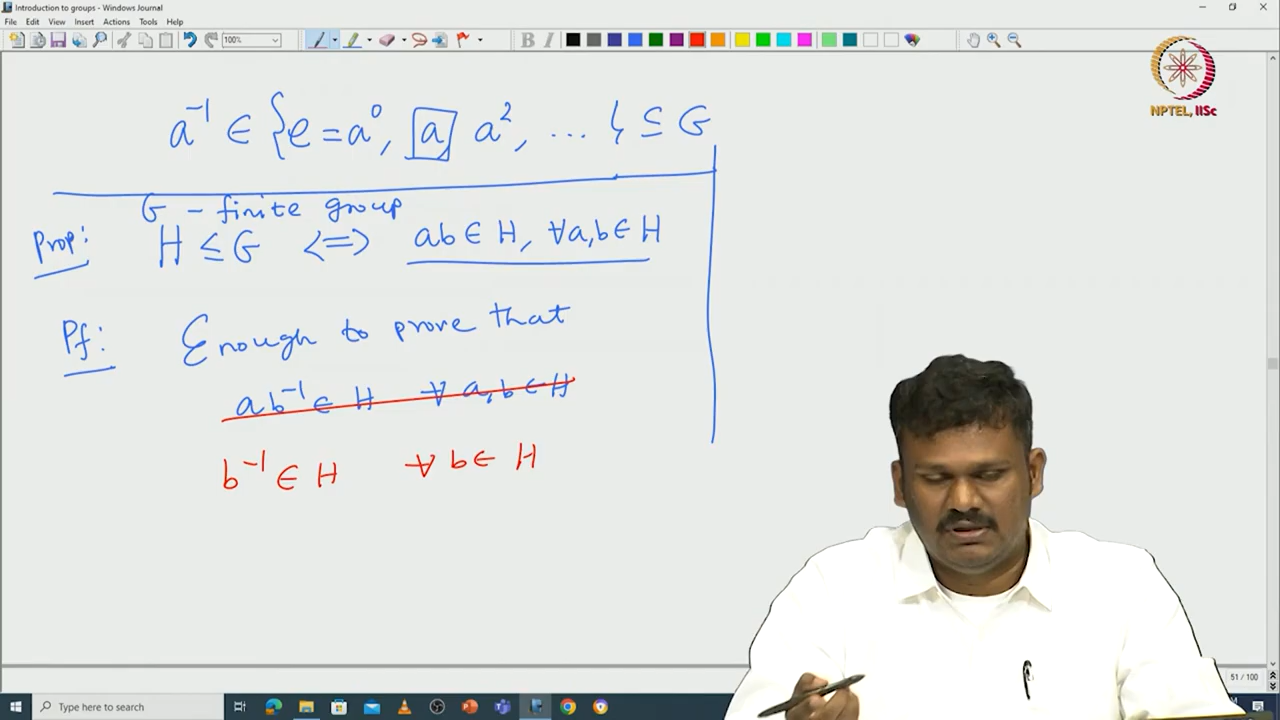 Introduction to groups - Windows Journal
File Edit View Insert Actions Tools Help
100%
B I
NPTEL, IISc
a⁻¹ ∈ {e = a⁰, a a², ... } ⊆ G
G - finite group
Prop: H ≤ G <=> ab ∈ H, ∀a,b ∈ H
Pf: Enough to prove that
ab⁻¹ ∈ H ∀ a,b ∈ H
b⁻¹ ∈ H ∀ b ∈ H
51 / 100
Type here to search